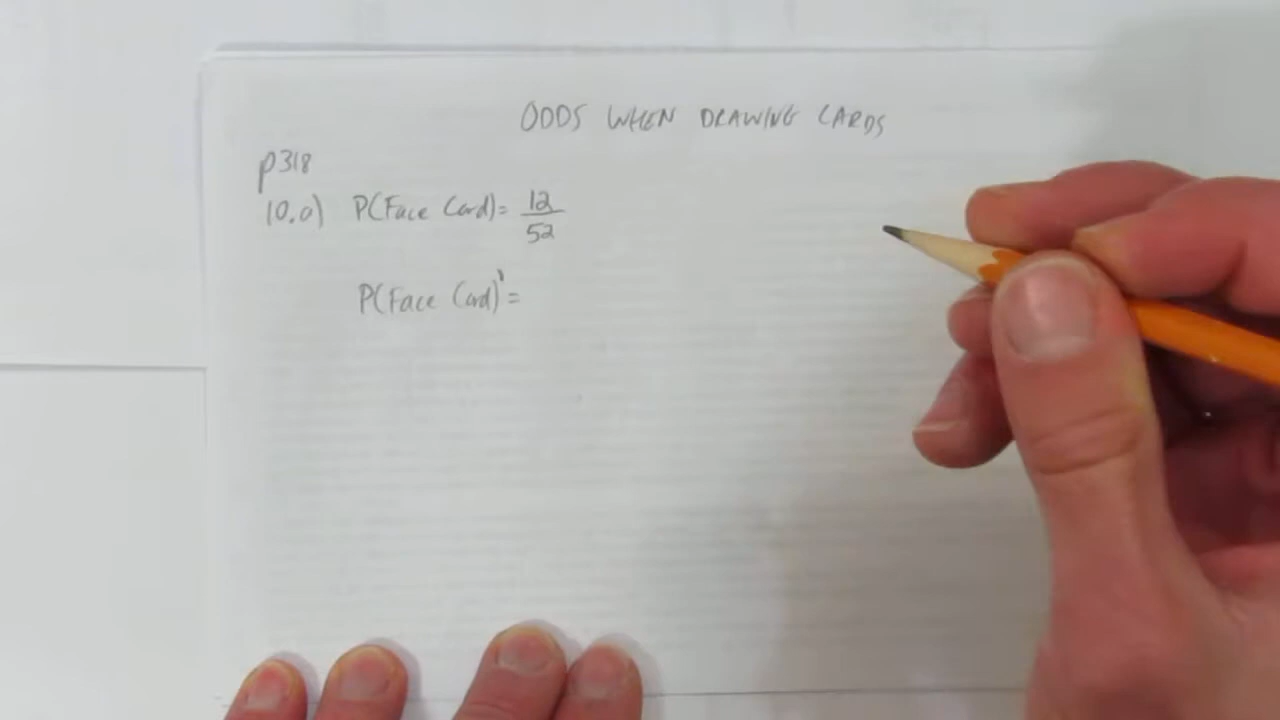 ODDS WHEN DRAWING CARDS
p318
10.a) P(Face Card)= 12/52
P(Face Card)' =